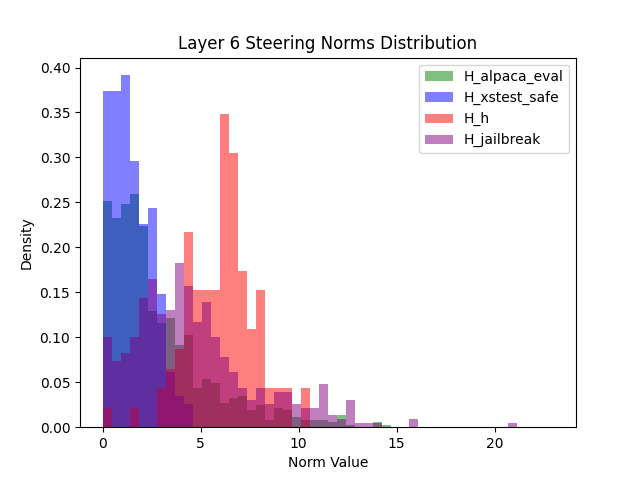 Layer 6 Steering Norms Distribution
H_alpaca_eval
H_xstest_safe
H_h
H_jailbreak
0.40
0.35
0.30
0.25
0.20
0.15
0.10
0.05
0.00
Density
0 5 10 15 20
Norm Value